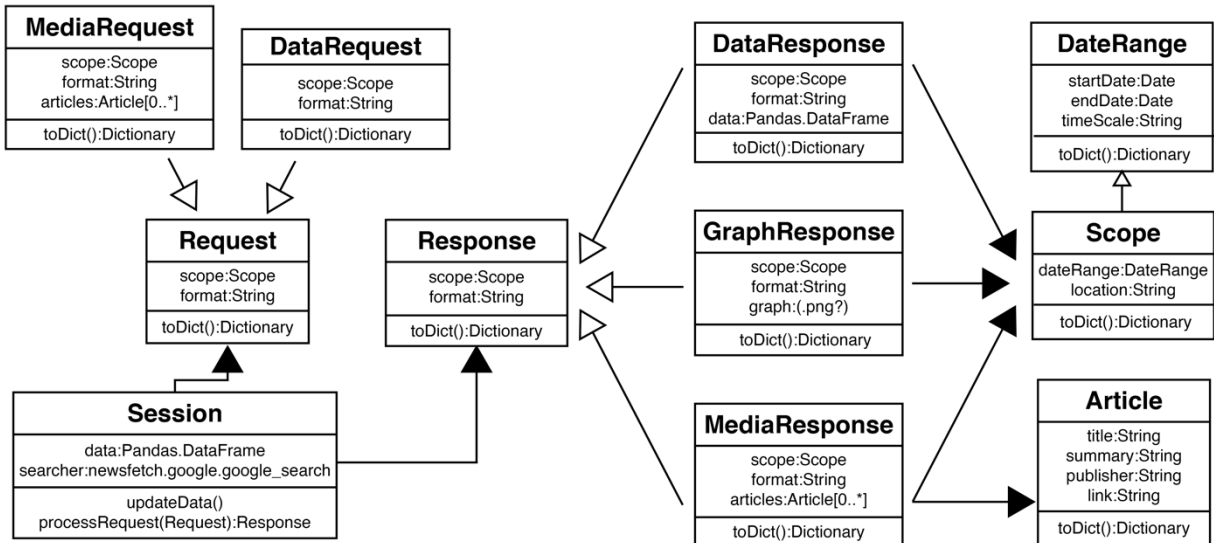 MediaRequest
scope:Scope
format:String
articles:Article[0..*]
toDict():Dictionary
DataRequest
scope:Scope
format:String
toDict():Dictionary
Request
scope:Scope
format:String
toDict():Dictionary
Session
data:Pandas.DataFrame
searcher:newsfetch.google.google_search
updateData()
processRequest(Request):Response
Response
scope:Scope
format:String
toDict():Dictionary
DataResponse
scope:Scope
format:String
data:Pandas.DataFrame
toDict():Dictionary
GraphResponse
scope:Scope
format:String
graph:(.png?)
toDict():Dictionary
MediaResponse
scope:Scope
format:String
articles:Article[0..*]
toDict():Dictionary
DateRange
startDate:Date
endDate:Date
timeScale:String
toDict():Dictionary
Scope
dateRange:DateRange
location:String
toDict():Dictionary
Article
title:String
summary:String
publisher:String
link:String
toDict():Dictionary